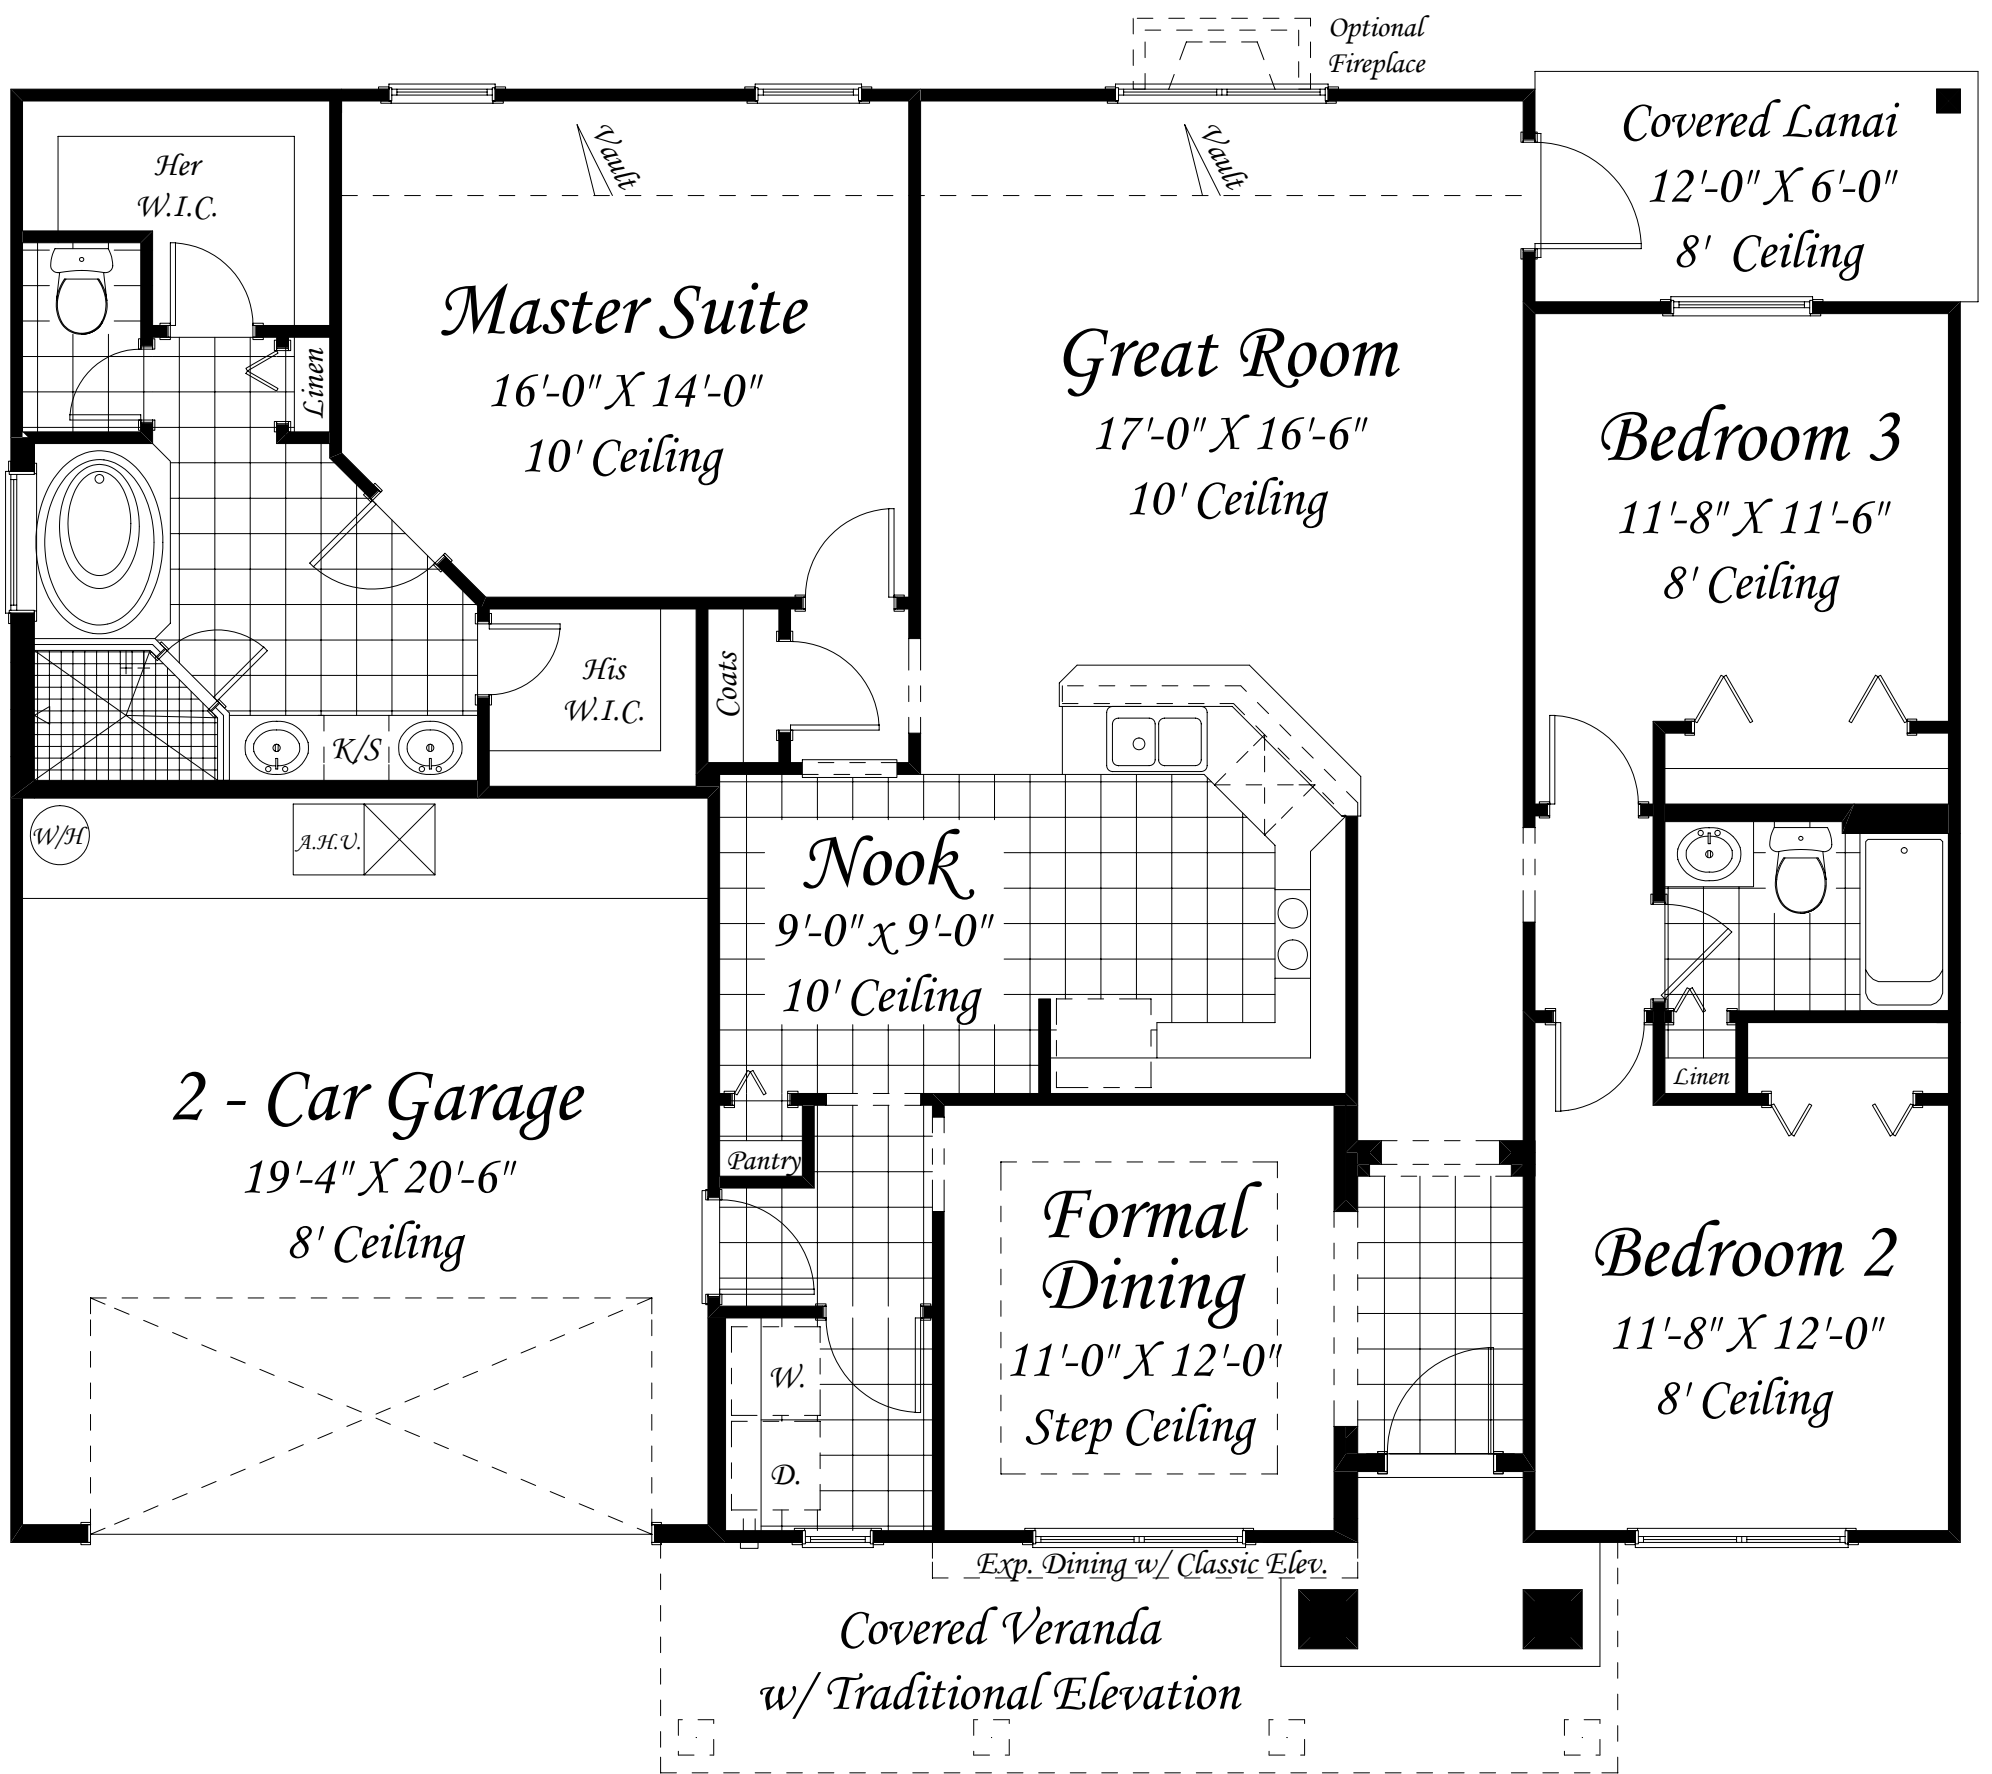 Optional
Fireplace
Covered Lanai
12'-0" X 6'-0"
8' Ceiling
Vault
Vault
Her
W.I.C.
Linen
Master Suite
16'-0" X 14'-0"
10' Ceiling
Great Room
17'-0" X 16'-6"
10' Ceiling
Bedroom 3
11'-8" X 11'-6"
8' Ceiling
His
W.I.C.
Coats
K/S
W/H
A.H.U.
Nook
9'-0" x 9'-0"
10' Ceiling
2 - Car Garage
19'-4" X 20'-6"
8' Ceiling
Pantry
Linen
Formal
Dining
11'-0" X 12'-0"
Step Ceiling
Bedroom 2
11'-8" X 12'-0"
8' Ceiling
W.
D.
Exp. Dining w/ Classic Elev.
Covered Veranda
w/ Traditional Elevation